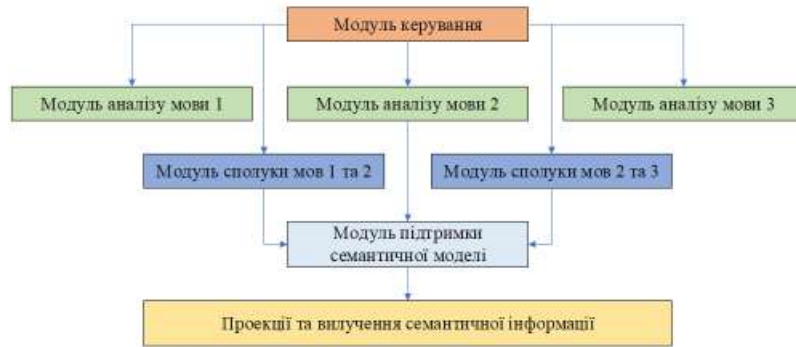 Модуль керування
Модуль аналізу мови 1
Модуль аналізу мови 2
Модуль аналізу мови 3
Модуль сполуки мов 1 та 2
Модуль сполуки мов 2 та 3
Модуль підтримки
семантичної моделі
Проекції та вилучення семантичної інформації